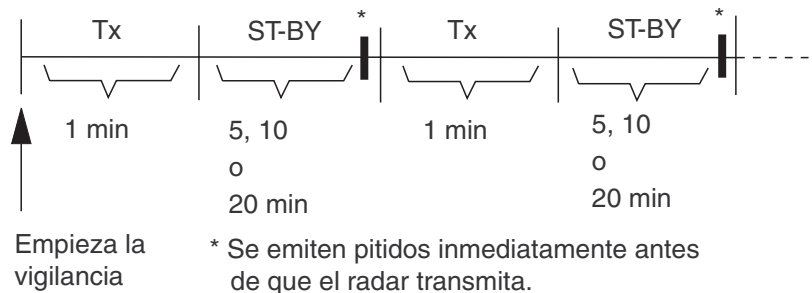 *
*
Tx
ST-BY
Tx
ST-BY
1 min
5, 10
o
20 min
1 min
5, 10
o
20 min
Empieza la
vigilancia
* Se emiten pitidos inmediatamente antes
de que el radar transmita.